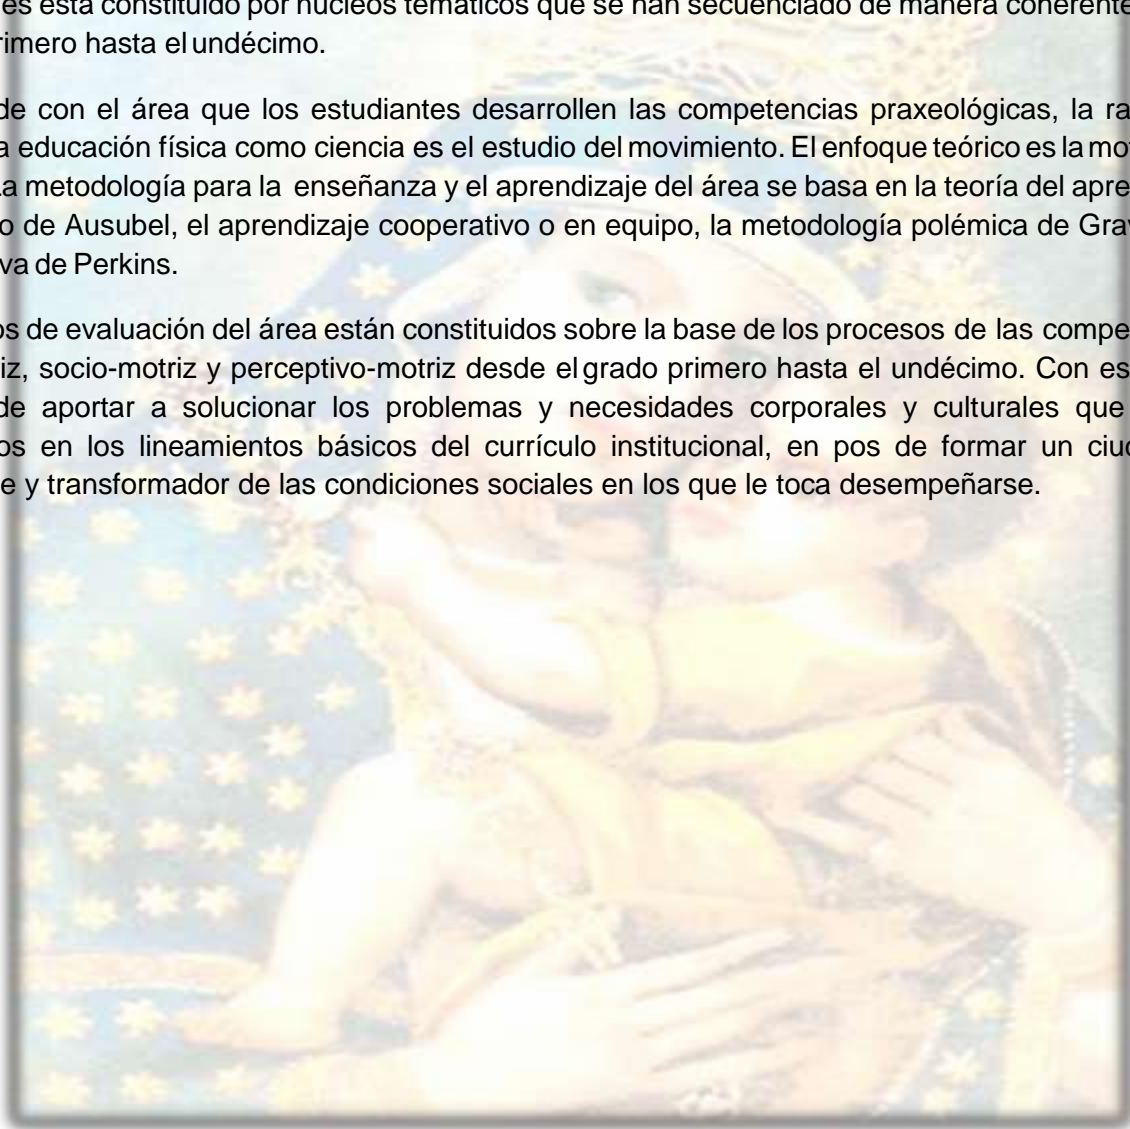 es está constituido por núcleos temáticos que se han secuenciado de manera coherente
rimero hasta el undécimo.
de con el área que los estudiantes desarrollen las competencias praxeológicas, la ra
a educación física como ciencia es el estudio del movimiento. El enfoque teórico es la mot
La metodología para la enseñanza y el aprendizaje del área se basa en la teoría del apre
o de Ausubel, el aprendizaje cooperativo o en equipo, la metodología polémica de Grav
va de Perkins.
os de evaluación del área están constituidos sobre la base de los procesos de las compe
iz, socio-motriz y perceptivo-motriz desde el grado primero hasta el undécimo. Con es
de aportar a solucionar los problemas y necesidades corporales y culturales que
os en los lineamientos básicos del currículo institucional, en pos de formar un ciud
e y transformador de las condiciones sociales en los que le toca desempeñarse.